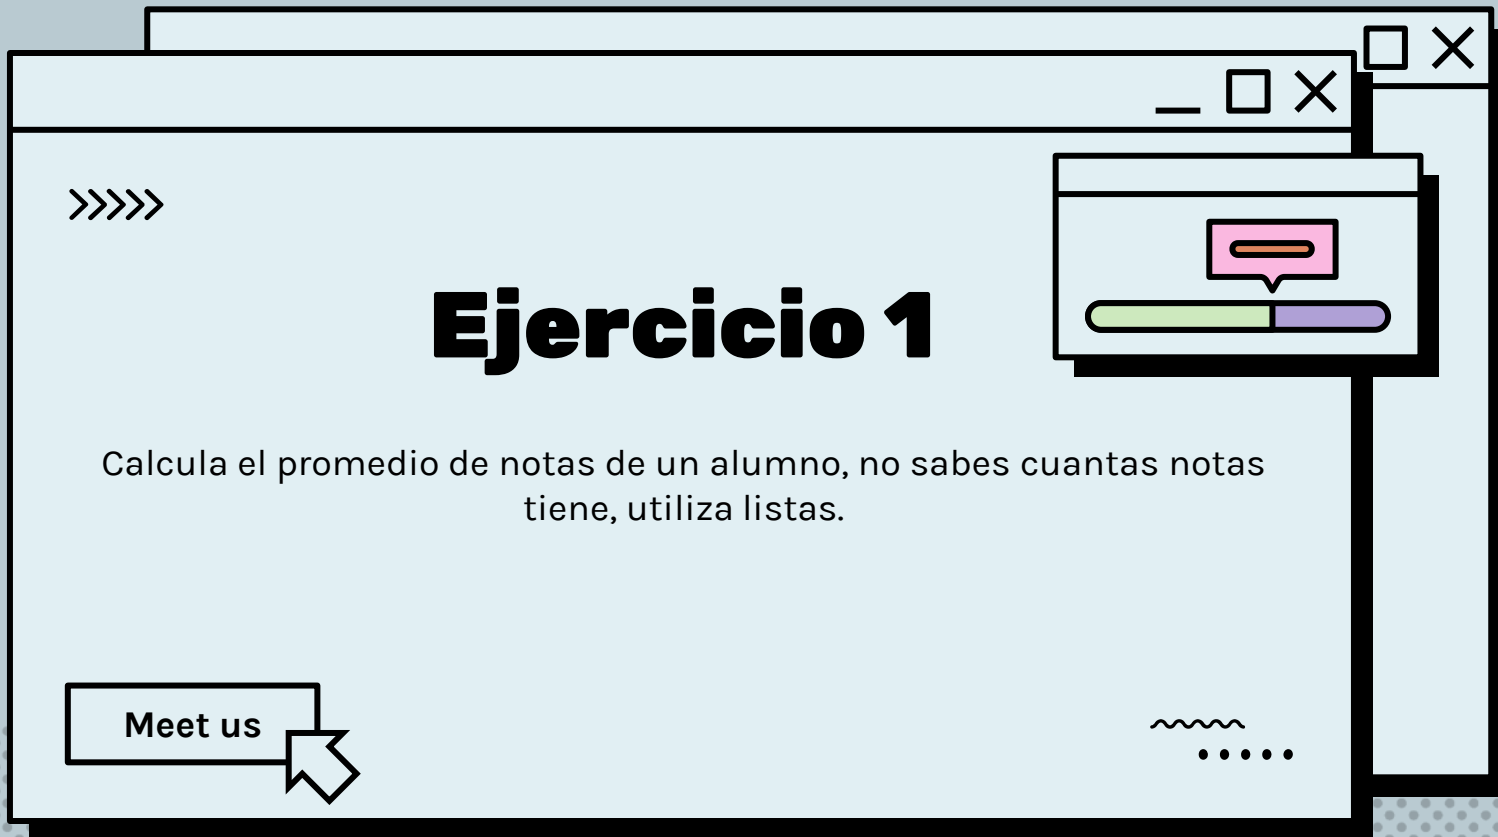 Ejercicio 1
Calcula el promedio de notas de un alumno, no sabes cuantas notas
tiene, utiliza listas.
Meet us